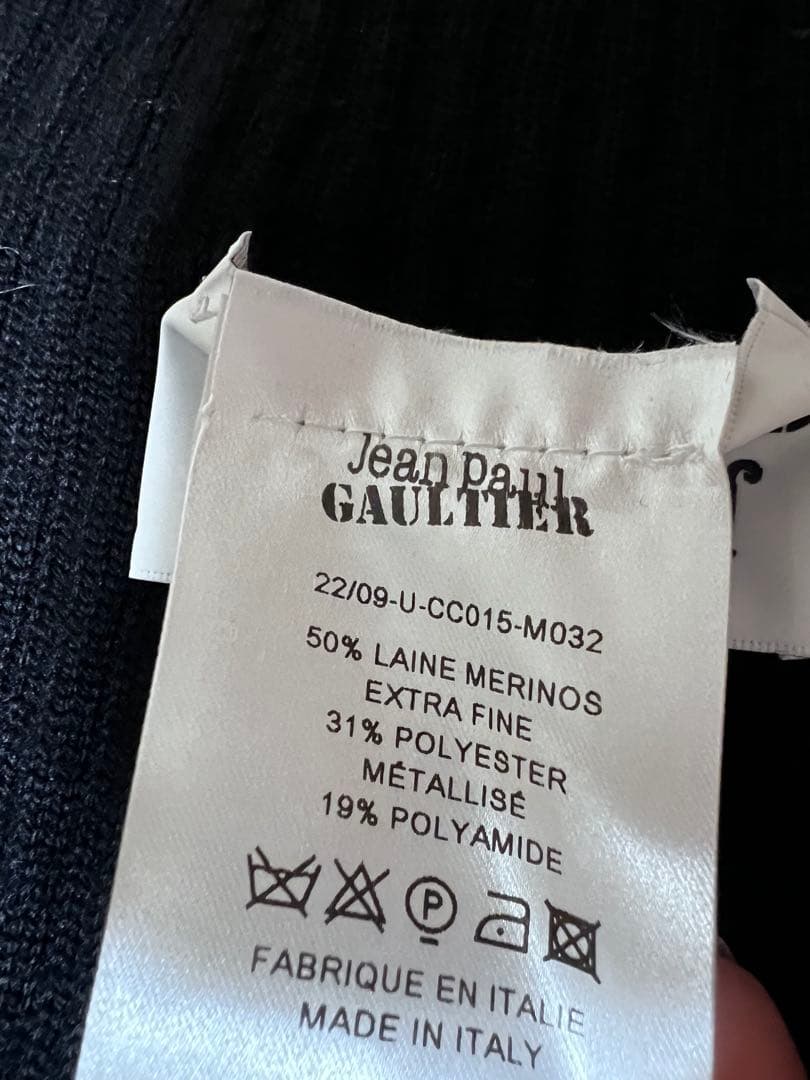 Jean Paul
GAULTIER
22/09-U-CC015-M032
50% LAINE MERINOS
EXTRA FINE
31% POLYESTER
MÉTALLISÉ
19% POLYAMIDE
P
FABRIQUE EN ITALIE
MADE IN ITALY